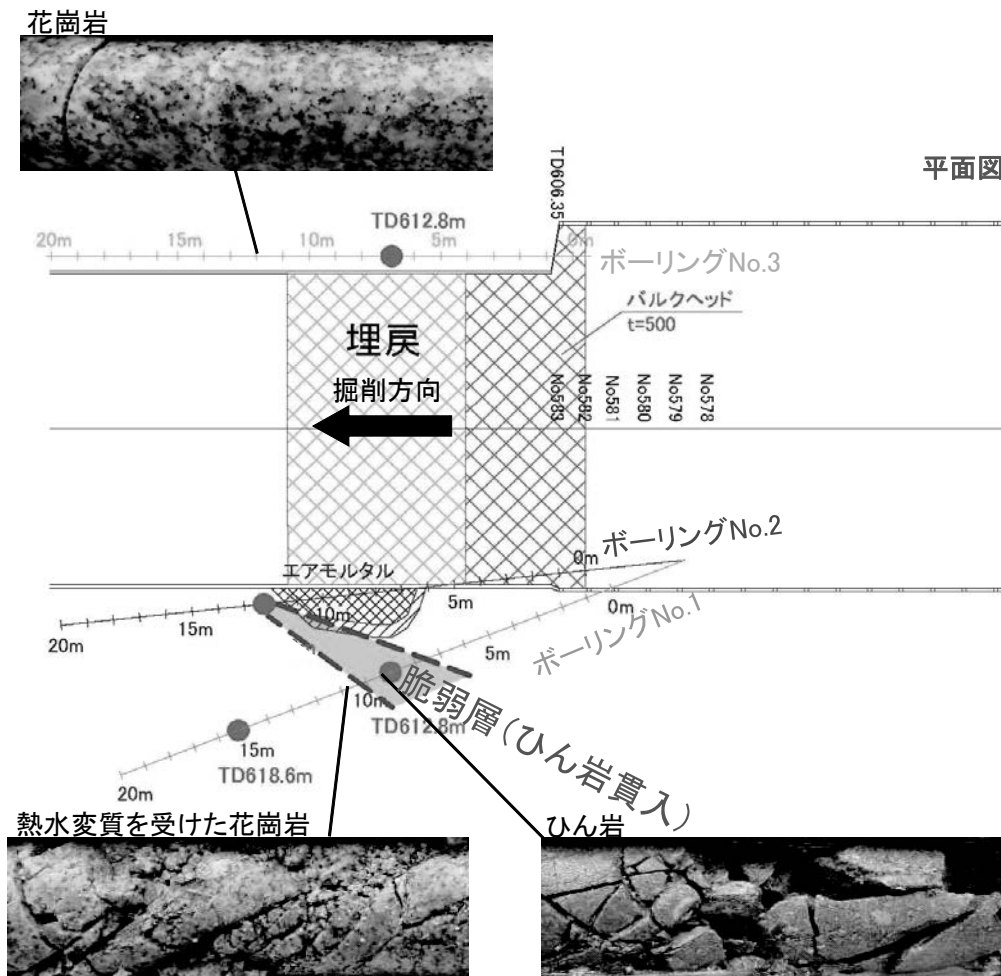 花崗岩
平面図
TD606.35
TD612.8m
20m
15m
10m
5m
0m
ボーリングNo.3
バルクヘッド
t=500
埋戻
掘削方向
No583
No582
No581
No580
No579
No578
ボーリングNo.2
0m
エアモルタル
5m
10m
15m
20m
0m
ボーリングNo.1
5m
10m
脆弱層(ひん岩貫入)
TD612.8m
15m
TD618.6m
20m
熱水変質を受けた花崗岩
ひん岩